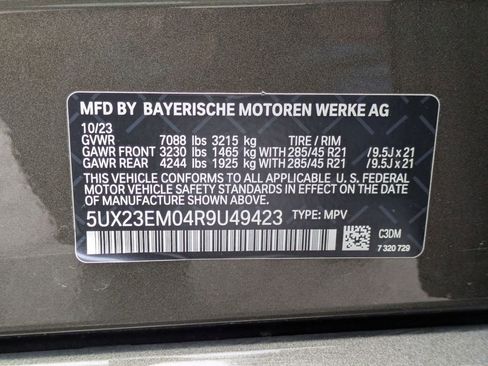 MFD BY BAYERISCHE MOTOREN WERKE AG
10/23
GVWR 7088 lbs 3215 kg TIRE / RIM
GAWR FRONT 3230 lbs 1465 kg WITH 285/45 R21 / 9.5J x 21
GAWR REAR 4244 lbs 1925 kg WITH 285/45 R21 / 9.5J x 21
THIS VEHICLE CONFORMS TO ALL APPLICABLE U. S. FEDERAL
MOTOR VEHICLE SAFETY STANDARDS IN EFFECT ON THE
DATE OF MANUFACTURE SHOWN ABOVE.
5UX23EM04R9U49423 TYPE: MPV
C3DM
7 320 729